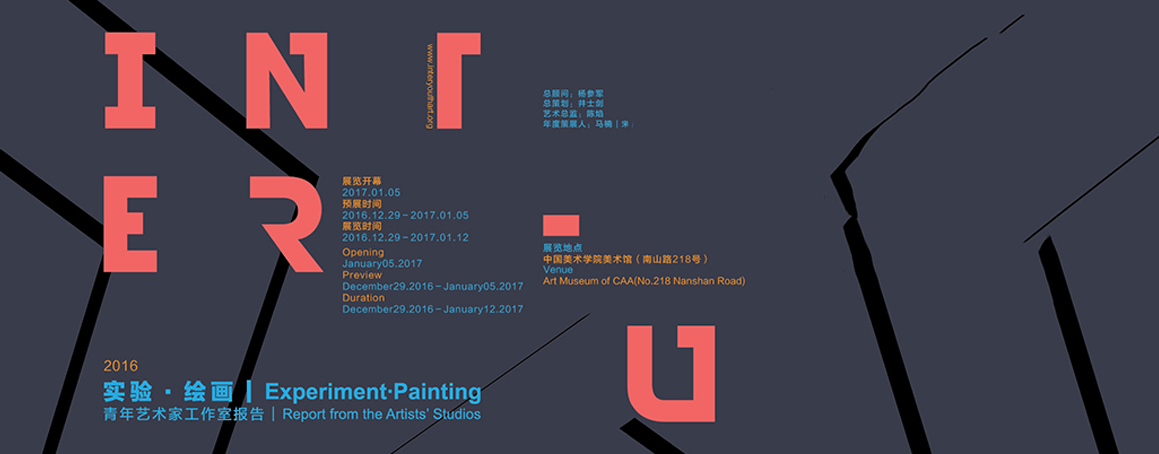 INT
www.interyouthart.org
总顾问：杨参军
总策划：井士剑
艺术总监：陈焰
年度策展人：马楠｜
ER-
展览开幕
2017.01.05
预展时间
2016.12.29－2017.01.05
展览时间
2016.12.29－2017.01.12
Opening
January05.2017
Preview
December29.2016－January05.2017
Duration
December29.2016－January12.2017
展览地点
中国美术学院美术馆（南山路218号）
Venue
Art Museum of CAA(No.218 Nanshan Road)
U
2016
实验·绘画｜Experiment·Painting
青年艺术家工作室报告｜Report from the Artists' Studios